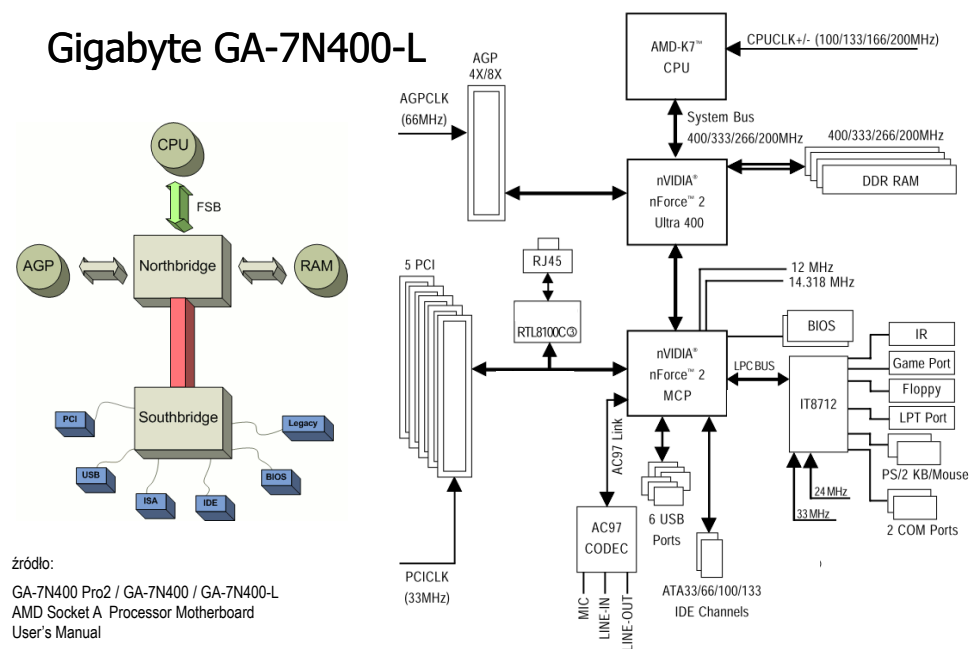 Gigabyte GA-7N400-L
CPU
FSB
AGP
Northbridge
RAM
Southbridge
PCI
Legacy
USB
ISA
IDE
BIOS
źródło:
GA-7N400 Pro2 / GA-7N400 / GA-7N400-L
AMD Socket A Processor Motherboard
User's Manual
AMD-K7™
CPU
CPUCLK+/- (100/133/166/200MHz)
AGP
4X/8X
AGPCLK
(66MHz)
System Bus
400/333/266/200MHz
400/333/266/200MHz
DDR RAM
nVIDIA®
nForce™ 2
Ultra 400
5 PCI
RJ45
RTL8100C③
12 MHz
14.318 MHz
BIOS
nVIDIA®
nForce™ 2
MCP
LPC BUS
IT8712
IR
Game Port
Floppy
LPT Port
PS/2 KB/Mouse
2 COM Ports
24 MHz
33 MHz
AC97 Link
AC97
CODEC
MIC
LINE-IN
LINE-OUT
6 USB
Ports
ATA33/66/100/133
IDE Channels
PCICLK
(33MHz)